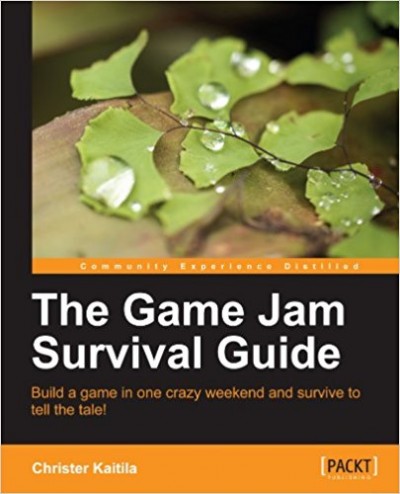 Community Experience Distilled
The Game Jam
Survival Guide
Build a game in one crazy weekend and survive to
tell the tale!
Christer Kaitila
[PACKT]
PUBLISHING